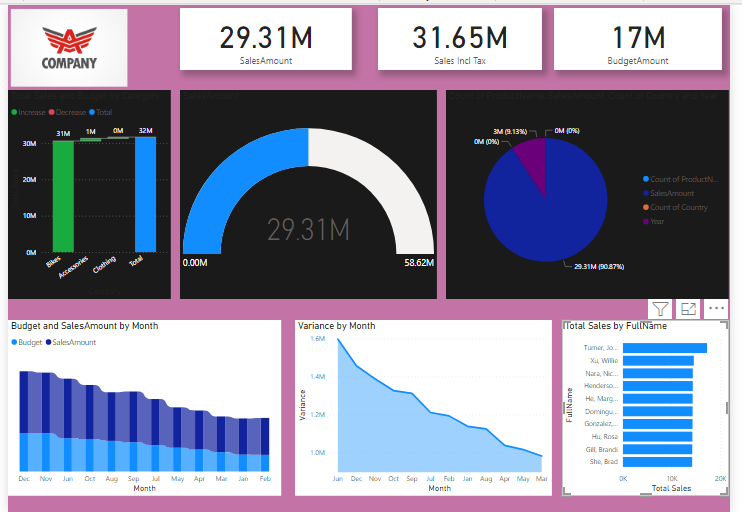 COMPANY
29.31M
SalesAmount
31.65M
Sales Incl Tax
17M
BudgetAmount
Increase Decrease Total
31M 1M 0M 32M
30M
20M
10M
0M
Bikes Accessories Clothing Total
29.31M
0.00M 58.62M
3M (9.13%) 0M (0%)
0M (0%)
29.31M (90.87%)
Count of ProductN...
SalesAmount
Count of Country
Year
Budget and SalesAmount by Month
Budget SalesAmount
Dec Nov Jun Oct Aug Sep Jul May Apr Mar Jan Feb
Month
Variance by Month
1.6M
1.4M
1.2M
1.0M
Variance
Jun Dec Nov Oct Sep Jul Feb Jan Aug Apr May Mar
Month
Total Sales by FullName
FullName
Turner, Jo...
Xu, Willie
Nara, Nic...
Henderso...
He, Marg...
Domingu...
Gonzalez,...
Hu, Rosa
Gill, Brandi
She, Brad
0K 10K 20K
Total Sales